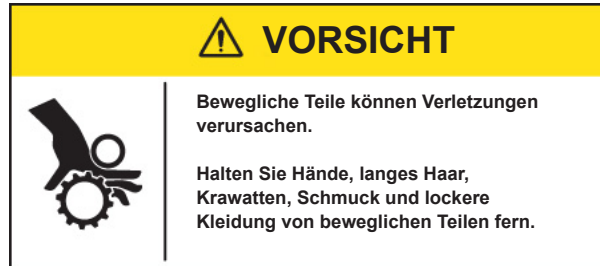 VORSICHT
Bewegliche Teile können Verletzungen
verursachen.
Halten Sie Hände, langes Haar,
Krawatten, Schmuck und lockere
Kleidung von beweglichen Teilen fern.